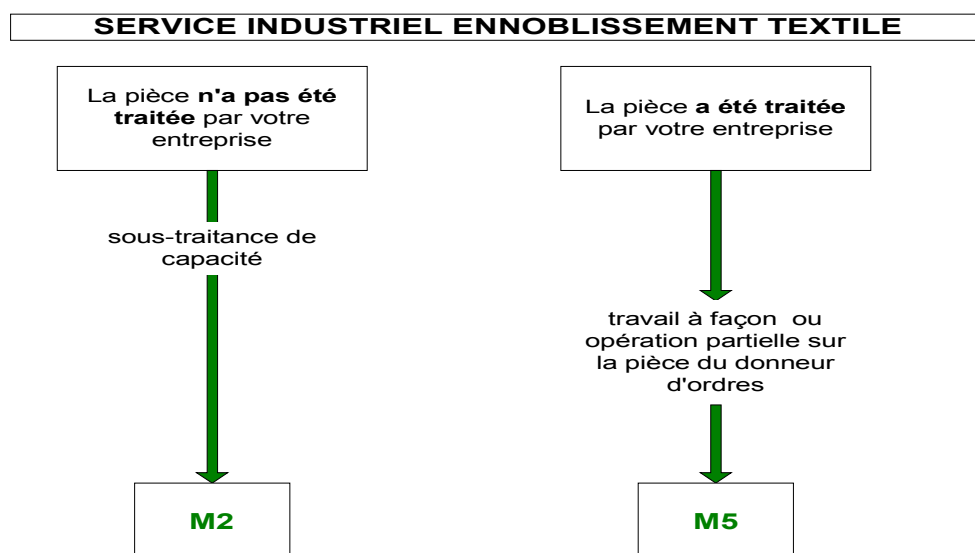 SERVICE INDUSTRIEL ENNOBLISSEMENT TEXTILE
La pièce n'a pas été
traitée par votre
entreprise
sous-traitance de
capacité
M2
La pièce a été traitée
par votre entreprise
travail à façon ou
opération partielle sur
la pièce du donneur
d'ordres
M5